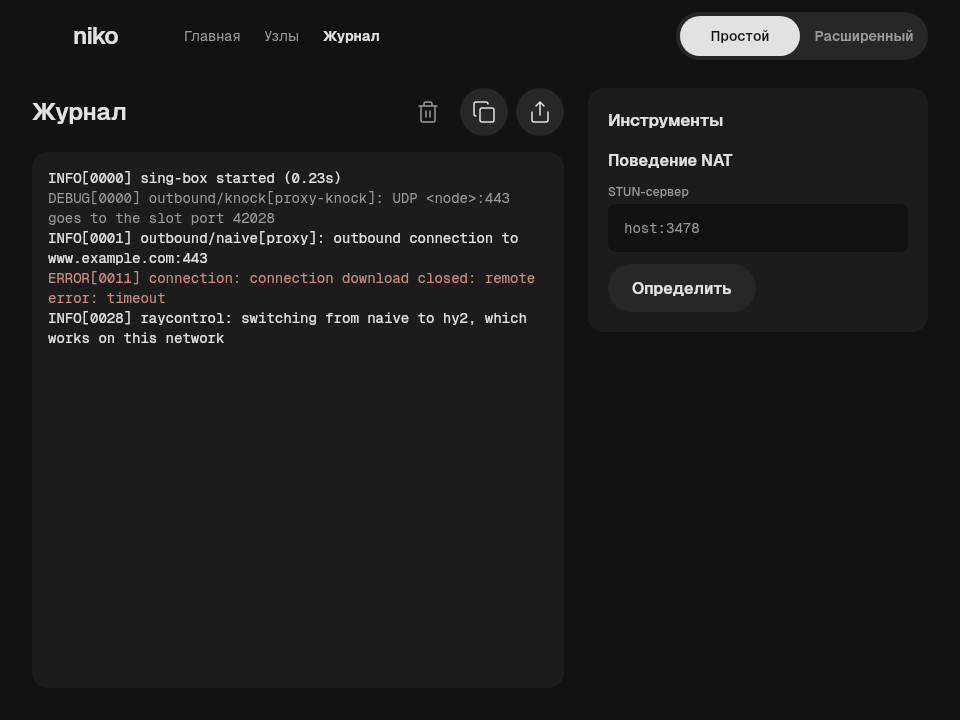 niko
Главная
Узлы
Журнал
Простой
Расширенный
Журнал
INFO[0000] sing-box started (0.23s)
DEBUG[0000] outbound/knock[proxy-knock]: UDP <node>:443
goes to the slot port 42028
INFO[0001] outbound/naive[proxy]: outbound connection to
www.example.com:443
ERROR[0011] connection: connection download closed: remote
error: timeout
INFO[0028] raycontrol: switching from naive to hy2, which
works on this network
Инструменты
Поведение NAT
STUN-сервер
host:3478
Определить